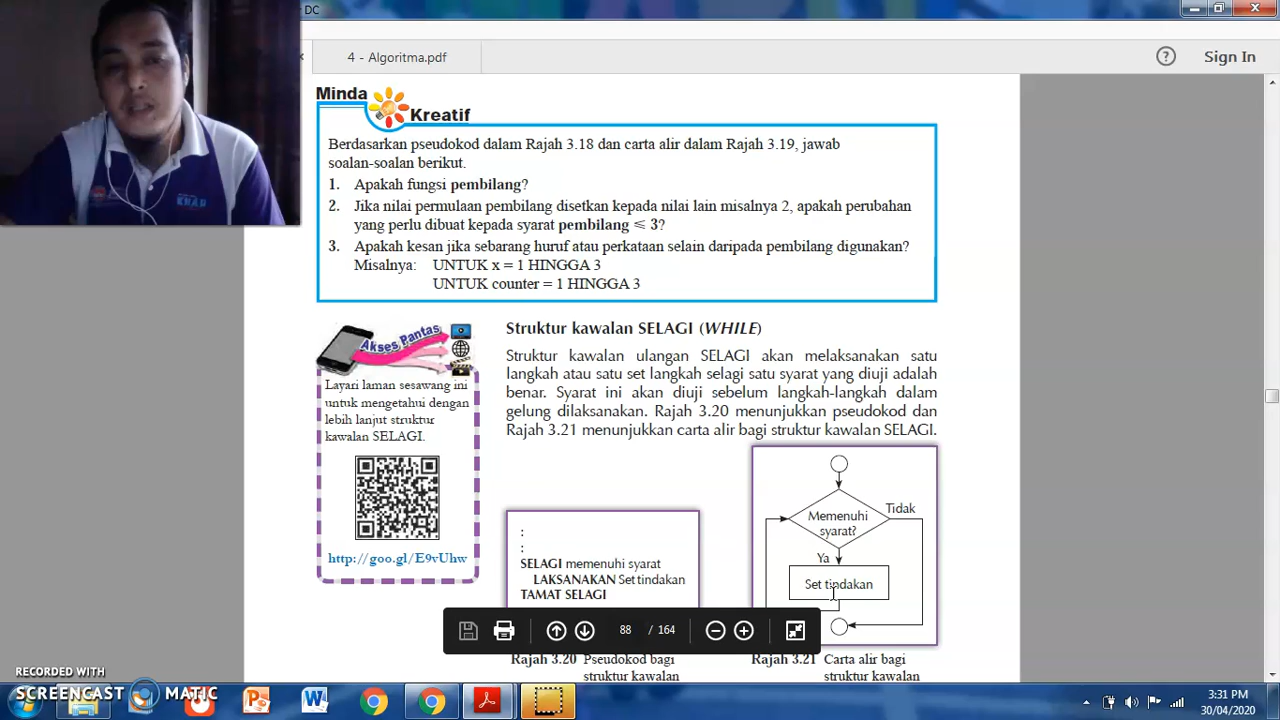 DC
4 - Algoritma.pdf
Sign In
Minda
Kreatif
Berdasarkan pseudokod dalam Rajah 3.18 dan carta alir dalam Rajah 3.19, jawab
soalan-soalan berikut.
1. Apakah fungsi pembilang?
2. Jika nilai permulaan pembilang disetkan kepada nilai lain misalnya 2, apakah perubahan
yang perlu dibuat kepada syarat pembilang ⩽ 3?
3. Apakah kesan jika sebarang huruf atau perkataan selain daripada pembilang digunakan?
Misalnya: UNTUK x = 1 HINGGA 3
UNTUK counter = 1 HINGGA 3
Akses Pantas
Layari laman sesawang ini
untuk mengetahui dengan
lebih lanjut struktur
kawalan SELAGI.
http://goo.gl/E9vUhw
Struktur kawalan SELAGI (WHILE)
Struktur kawalan ulangan SELAGI akan melaksanakan satu
langkah atau satu set langkah selagi satu syarat yang diuji adalah
benar. Syarat ini akan diuji sebelum langkah-langkah dalam
gelung dilaksanakan. Rajah 3.20 menunjukkan pseudokod dan
Rajah 3.21 menunjukkan carta alir bagi struktur kawalan SELAGI.
:
:
SELAGI memenuhi syarat
LAKSANAKAN Set tindakan
TAMAT SELAGI
Memenuhi
syarat?
Tidak
Ya
Set tindakan
88 / 164
Rajah 3.20 Pseudokod bagi
struktur kawalan
Rajah 3.21 Carta alir bagi
struktur kawalan
RECORDED WITH
SCREENCAST MATIC
3:31 PM
30/04/2020